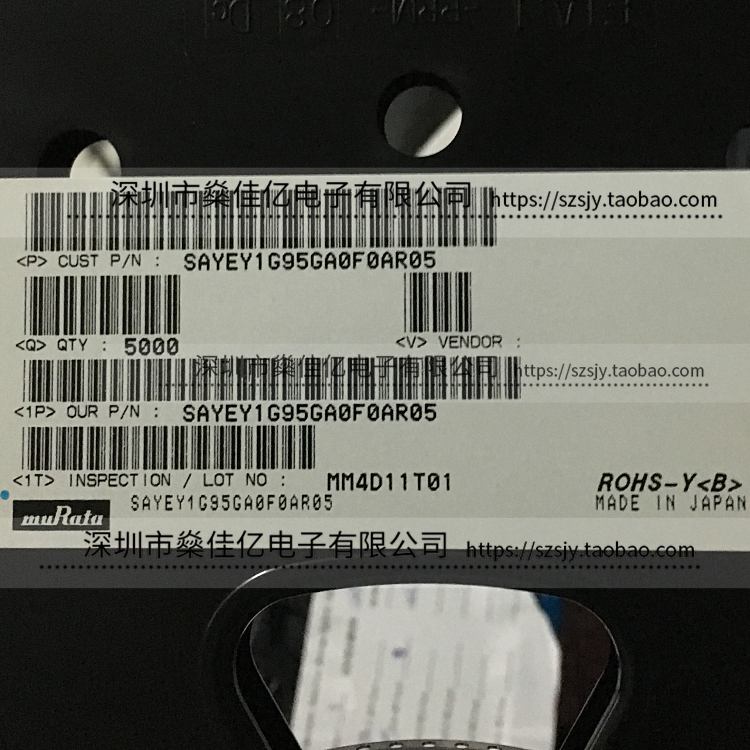 深圳市燊佳亿电子有限公司 https://szsjy.taobao.com
<P> CUST P/N : SAYEY1G95GA0F0AR05
<Q> QTY : 5000 <V> VENDOR :
深圳市燊佳亿电子有限公司 https://szsjy.taobao.com
<1P> OUR P/N : SAYEY1G95GA0F0AR05
<1T> INSPECTION / LOT NO : MM4D11T01 ROHS-Y<B>
muRata SAYEY1G95GA0F0AR05 MADE IN JAPAN
深圳市燊佳亿电子有限公司 https://szsjy.taobao.com